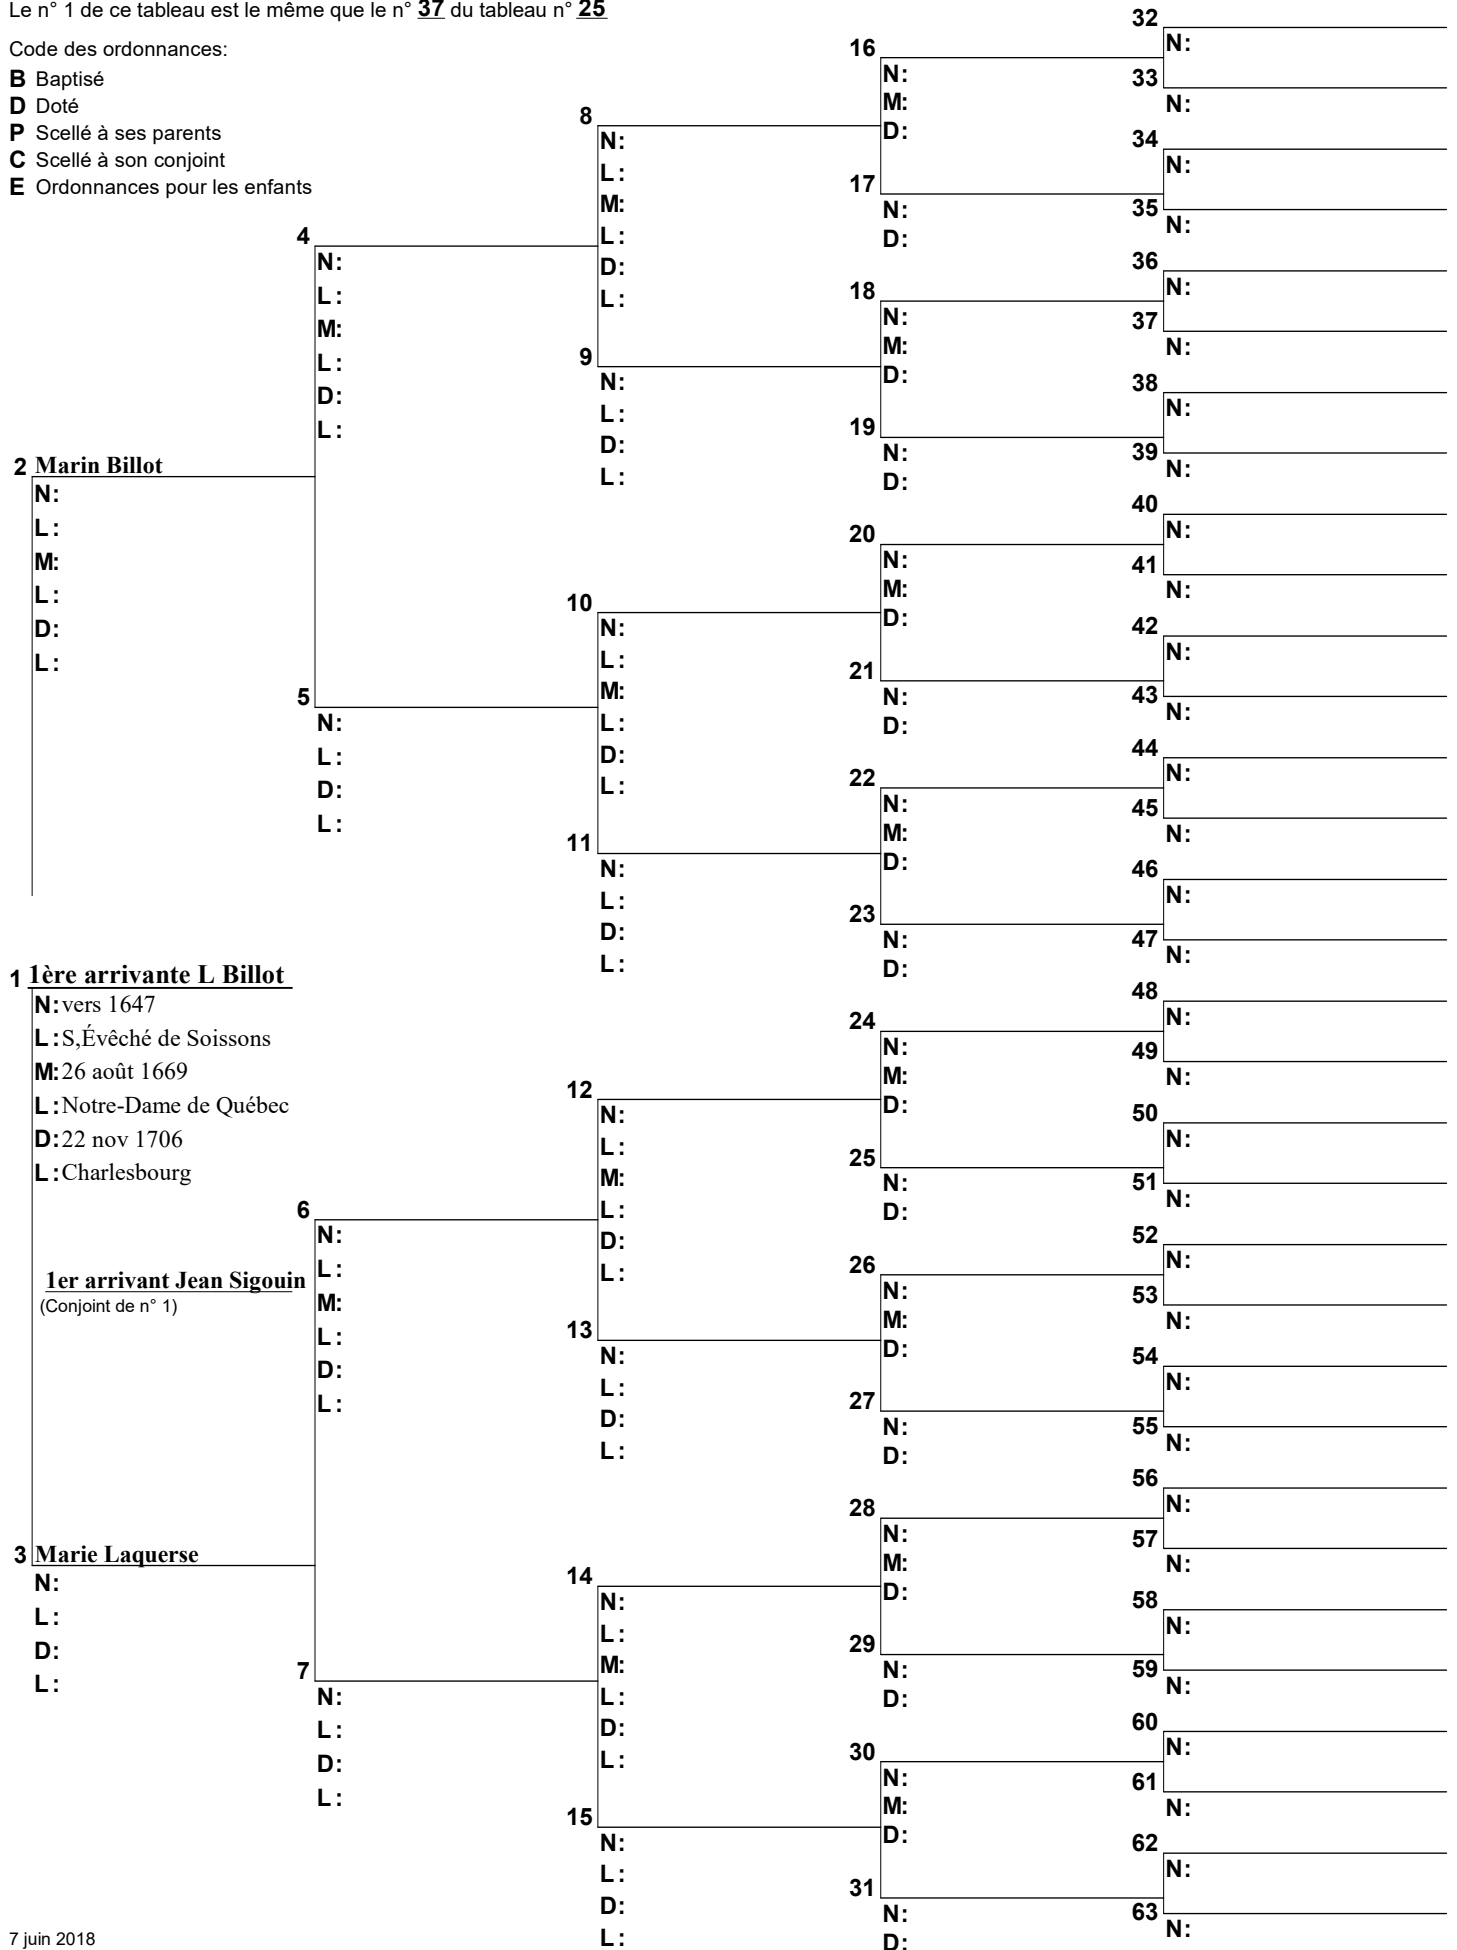 Le n° 1 de ce tableau est le même que le n° 37 du tableau n° 25
Code des ordonnances:
B Baptisé
D Doté
P Scellé à ses parents
C Scellé à son conjoint
E Ordonnances pour les enfants
2 Marin Billot
N:
L:
M:
L:
D:
L:
1 1ère arrivante L Billot
N: vers 1647
L: S,Évêché de Soissons
M: 26 août 1669
L: Notre-Dame de Québec
D: 22 nov 1706
L: Charlesbourg
1er arrivant Jean Sigouin
(Conjoint de n° 1)
3 Marie Laquerse
N:
L:
D:
L:
7 juin 2018
4
N:
L:
M:
L:
D:
L:
5
N:
L:
D:
L:
6
N:
L:
M:
L:
D:
L:
7
N:
L:
D:
L:
8
N:
L:
M:
L:
D:
L:
9
N:
L:
D:
L:
10
N:
L:
M:
L:
D:
L:
11
N:
L:
D:
L:
12
N:
L:
M:
L:
D:
L:
13
N:
L:
D:
L:
14
N:
L:
M:
L:
D:
L:
15
N:
L:
D:
L:
16
N:
M:
D:
17
N:
D:
18
N:
M:
D:
19
N:
D:
20
N:
M:
D:
21
N:
D:
22
N:
M:
D:
23
N:
D:
24
N:
M:
D:
25
N:
D:
26
N:
M:
D:
27
N:
D:
28
N:
M:
D:
29
N:
D:
30
N:
M:
D:
31
N:
D:
32
N:
33
N:
34
N:
35
N:
36
N:
37
N:
38
N:
39
N:
40
N:
41
N:
42
N:
43
N:
44
N:
45
N:
46
N:
47
N:
48
N:
49
N:
50
N:
51
N:
52
N:
53
N:
54
N:
55
N:
56
N:
57
N:
58
N:
59
N:
60
N:
61
N:
62
N:
63
N: